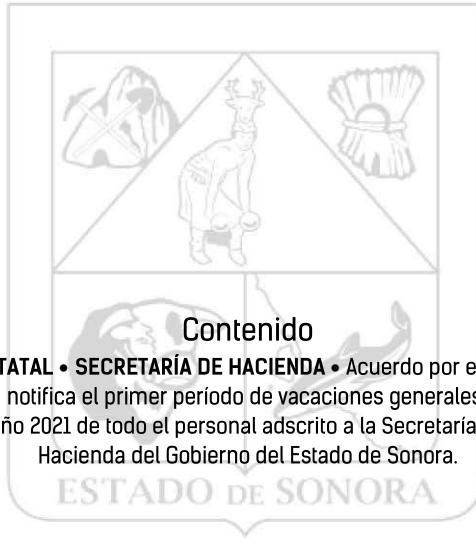 Contenido
TATAL • SECRETARÍA DE HACIENDA • Acuerdo por e
notifica el primer período de vacaciones generales
ño 2021 de todo el personal adscrito a la Secretaría
Hacienda del Gobierno del Estado de Sonora.
ESTADO DE SONORA